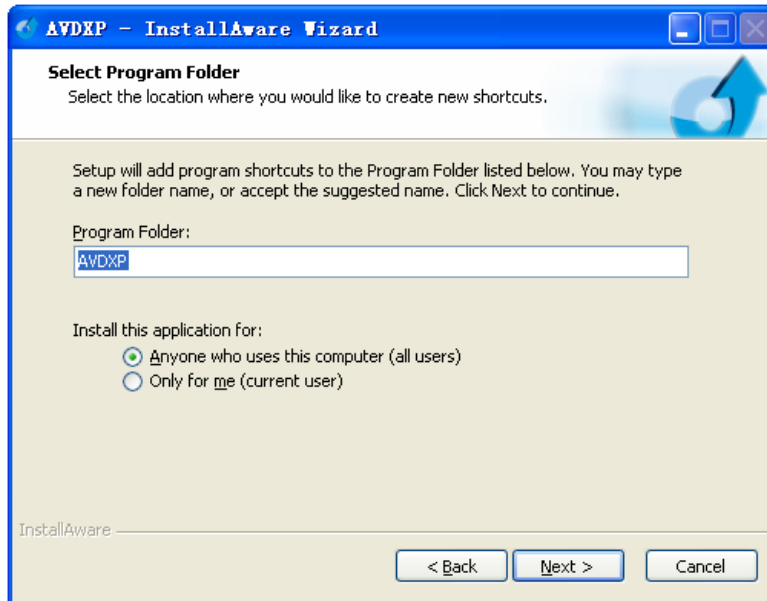 AVDXP - InstallAware Wizard
Select Program Folder
Select the location where you would like to create new shortcuts.
Setup will add program shortcuts to the Program Folder listed below. You may type
a new folder name, or accept the suggested name. Click Next to continue.
Program Folder:
AVDXP
Install this application for:
Anyone who uses this computer (all users)
Only for me (current user)
InstallAware
< Back
Next >
Cancel